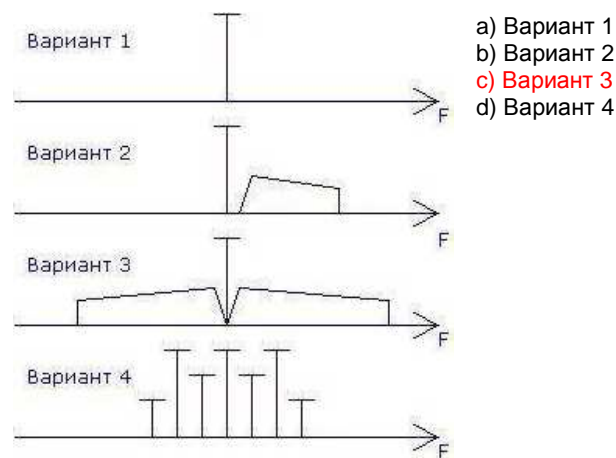 Вариант 1
F
Вариант 2
F
Вариант 3
F
Вариант 4
F
a) Вариант 1
b) Вариант 2
c) Вариант 3
d) Вариант 4